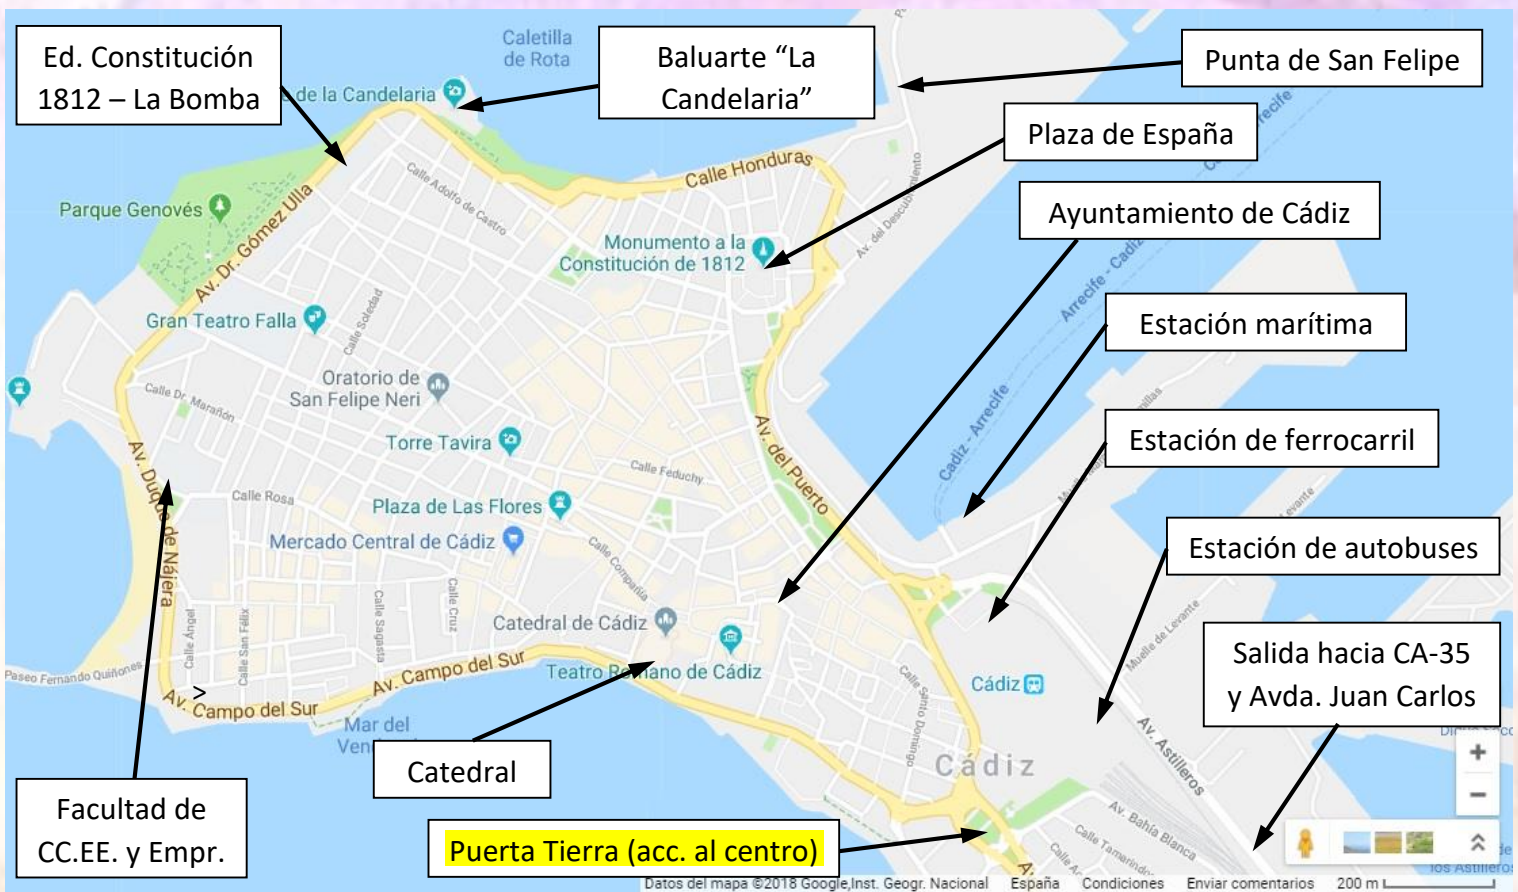 Ed. Constitución
1812 – La Bomba
Caletilla
de Rota
Baluarte “La
Candelaria”
Punta de San Felipe
de la Candelaria
Plaza de España
Calle Honduras
Calle Adolfo de Castro
Av. del Descubrimiento
Ayuntamiento de Cádiz
Parque Genovés
Av. Dr. Gómez Ulla
Monumento a la
Constitución de 1812
Arrecife - Cadiz
Estación marítima
Gran Teatro Falla
Calle Soledad
Oratorio de
San Felipe Neri
Calle Dr. Marañón
Cadiz - Arrecife
Av. del Puerto
Torre Tavira
Estación de ferrocarril
Calle Feduchy
Av. Duque de Nájera
Calle Rosa
Plaza de Las Flores
Mercado Central de Cádiz
Calle Compañía
Estación de autobuses
Muelle de Levante
Calle Ángel
Calle San Félix
Calle Sagasta
Calle Cruz
Catedral de Cádiz
Teatro Romano de Cádiz
Salida hacia CA-35
y Avda. Juan Carlos
Paseo Fernando Quiñones
>
Av. Campo del Sur
Av. Campo del Sur
Calle Santo Domingo
Cádiz
Mar del
Catedral
Cádiz
Av. Astilleros
+
−
Facultad de
CC.EE. y Empr.
Puerta Tierra (acc. al centro)
Av. Bahía Blanca
Calle Tamarindos
los Astilleros
Datos del mapa ©2018 Google,Inst. Geogr. Nacional España Condiciones Enviar comentarios 200 m